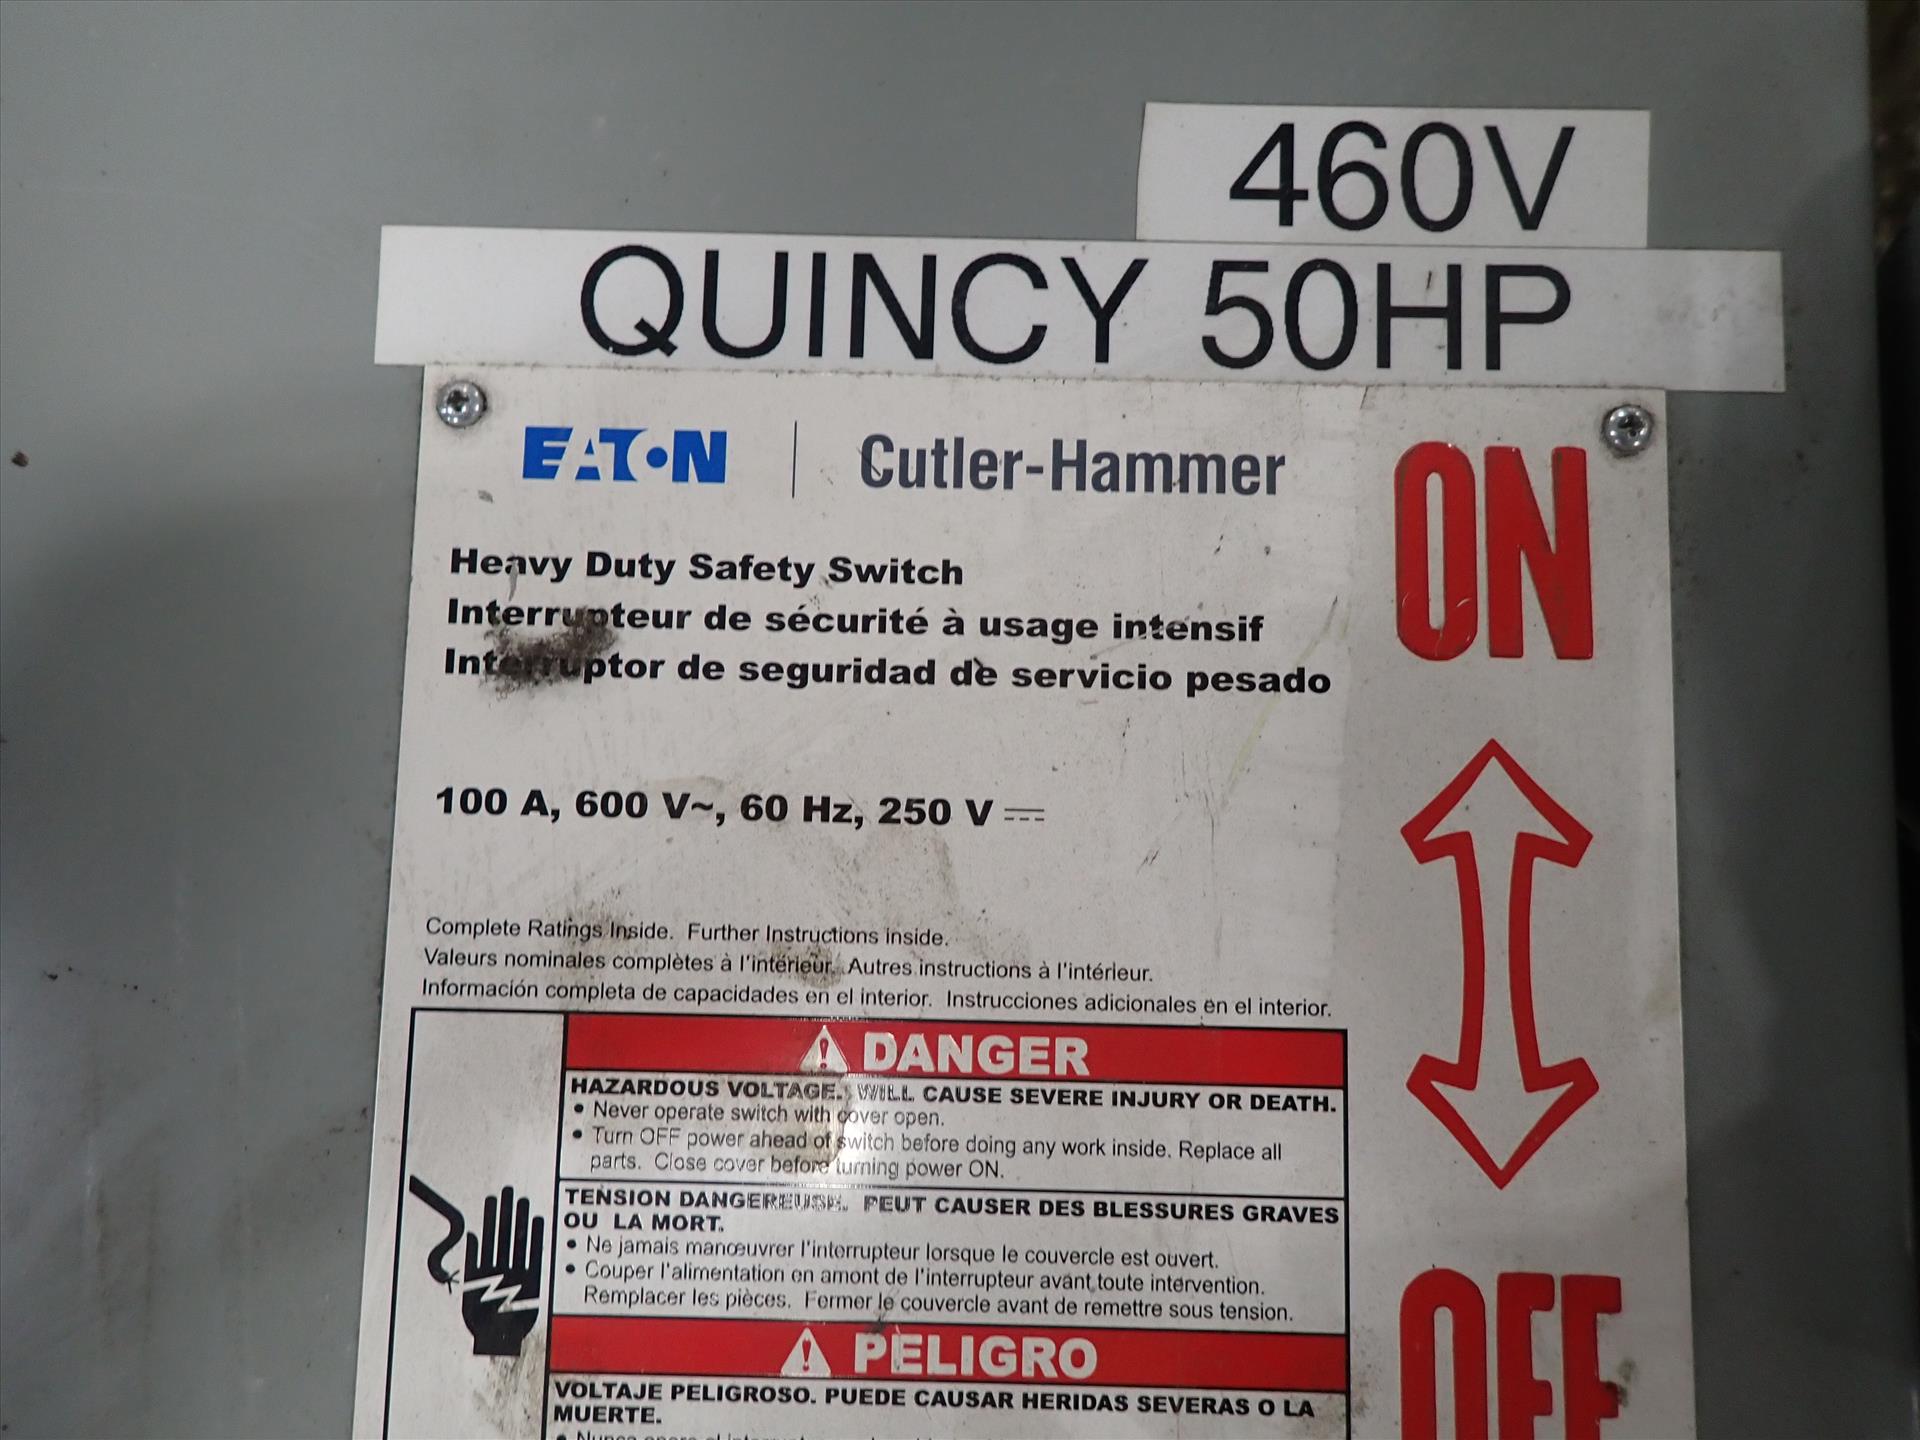 460V
QUINCY 50HP
EATON Cutler-Hammer
ON
Heavy Duty Safety Switch
Interrupteur de sécurité à usage intensif
Interruptor de seguridad de servicio pesado
100 A, 600 V~, 60 Hz, 250 V ⎓
Complete Ratings Inside. Further Instructions inside.
Valeurs nominales complètes à l'intérieur. Autres instructions à l'intérieur.
Información completa de capacidades en el interior. Instrucciones adicionales en el interior.
⚠ DANGER
HAZARDOUS VOLTAGE. WILL CAUSE SEVERE INJURY OR DEATH.
• Never operate switch with cover open.
• Turn OFF power ahead of switch before doing any work inside. Replace all
parts. Close cover before turning power ON.
TENSION DANGEREUSE. PEUT CAUSER DES BLESSURES GRAVES
OU LA MORT.
• Ne jamais manœuvrer l'interrupteur lorsque le couvercle est ouvert.
• Couper l'alimentation en amont de l'interrupteur avant toute intervention.
Remplacer les pièces. Fermer le couvercle avant de remettre sous tension.
OFF
⚠ PELIGRO
VOLTAJE PELIGROSO. PUEDE CAUSAR HERIDAS SEVERAS O LA
MUERTE.